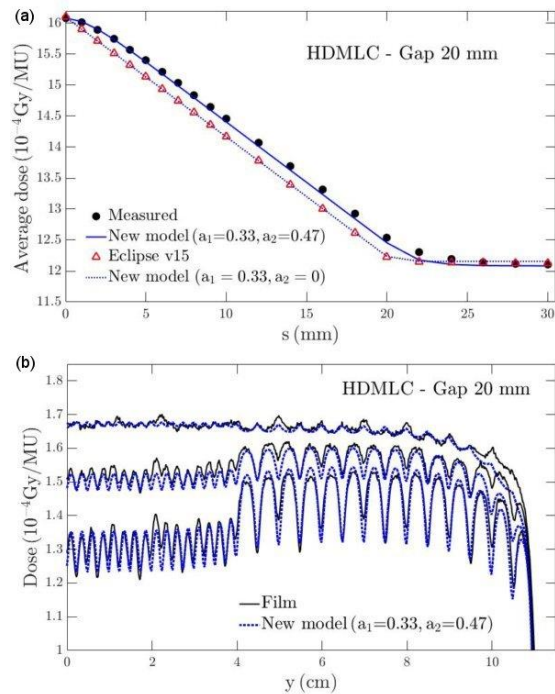 (a)
HDMLC - Gap 20 mm
Average dose (10⁻⁴Gy/MU)
16
15.5
15
14.5
14
13.5
13
12.5
12
11.5
Measured
New model (a₁=0.33, a₂=0.47)
Eclipse v15
New model (a₁ = 0.33, a₂ = 0)
0 5 10 15 20 25 30
s (mm)
(b)
HDMLC - Gap 20 mm
Dose (10⁻⁴Gy/MU)
1.8
1.7
1.6
1.5
1.4
1.3
1.2
1.1
1
Film
New model (a₁=0.33, a₂=0.47)
0 2 4 6 8 10
y (cm)